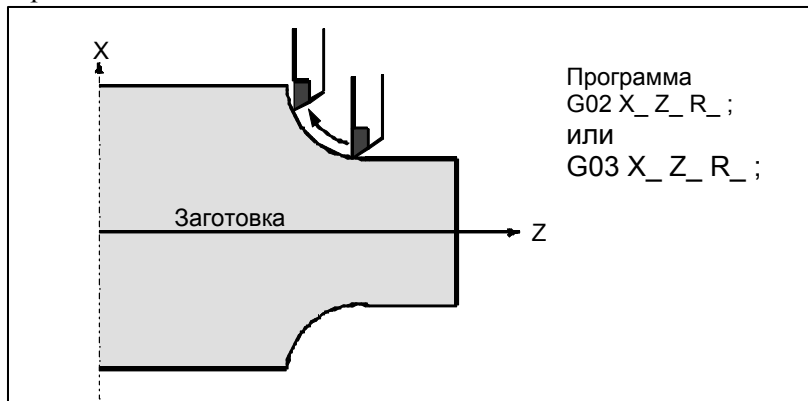 X
Программа
G02 X_ Z_ R_ ;
или
G03 X_ Z_ R_ ;
Заготовка
Z